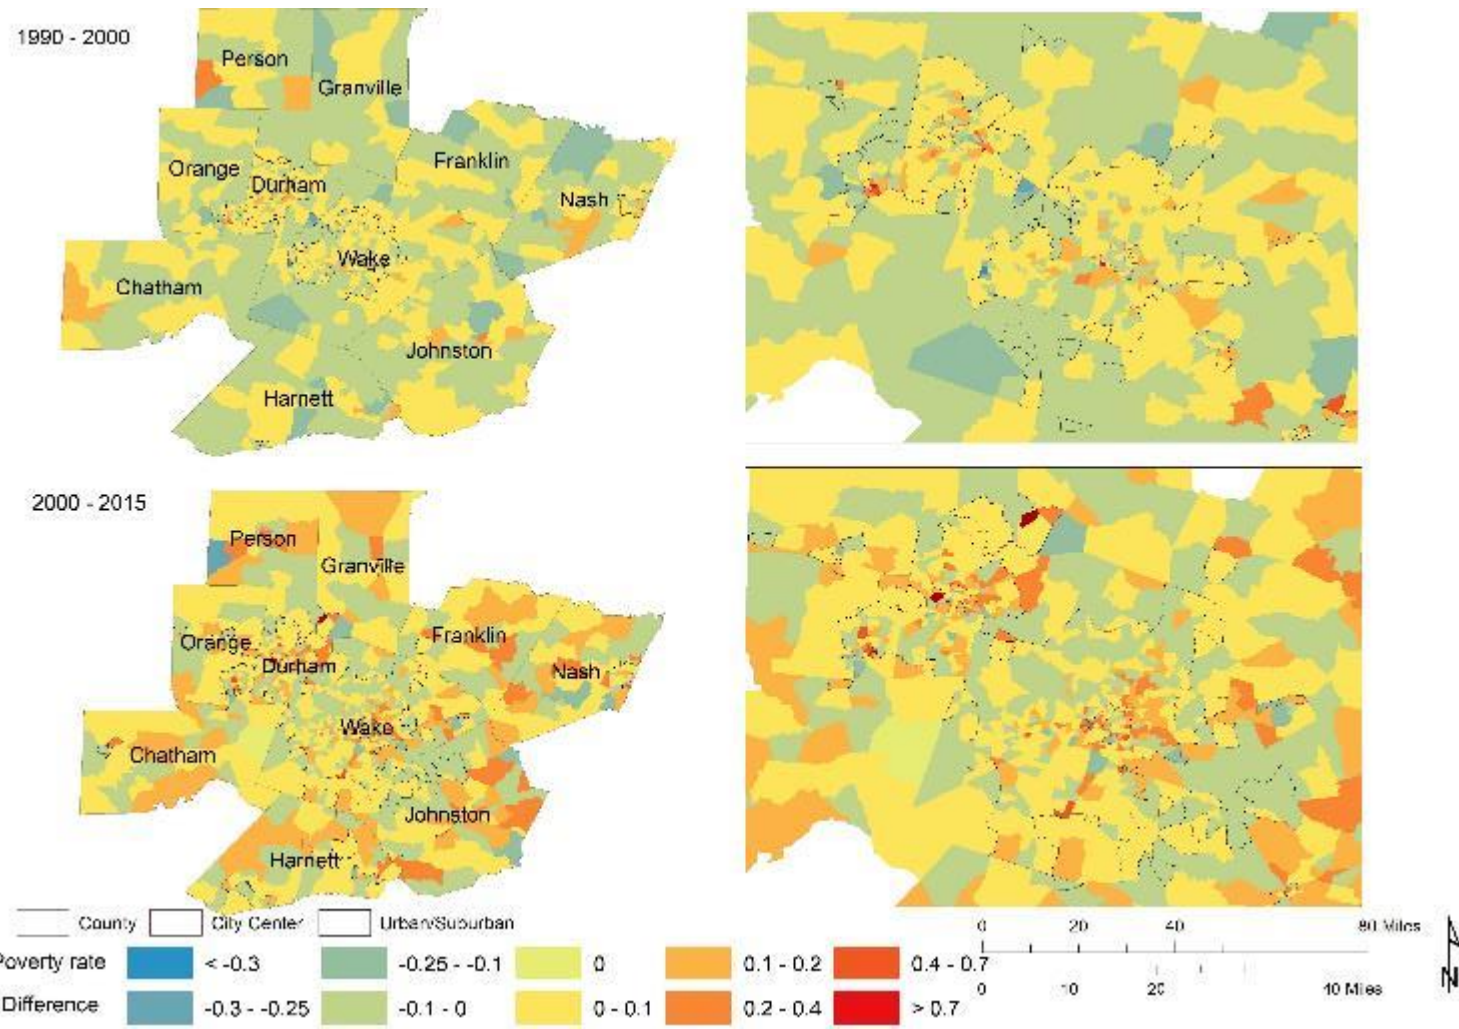 1990 - 2000
Person
Granville
Orange
Durham
Franklin
Nash
Wake
Chatham
Johnston
Harnett
2000 - 2015
Person
Granville
Orange
Durham
Franklin
Nash
Wake
Chatham
Johnston
Harnett
County City Center Urban/Suburban
0 20 40 80 Miles
Poverty rate < -0.3 -0.25 - -0.1 0 0.1 - 0.2 0.4 - 0.7
0 10 20 40 Miles
Difference -0.3 - -0.25 -0.1 - 0 0 - 0.1 0.2 - 0.4 > 0.7
N